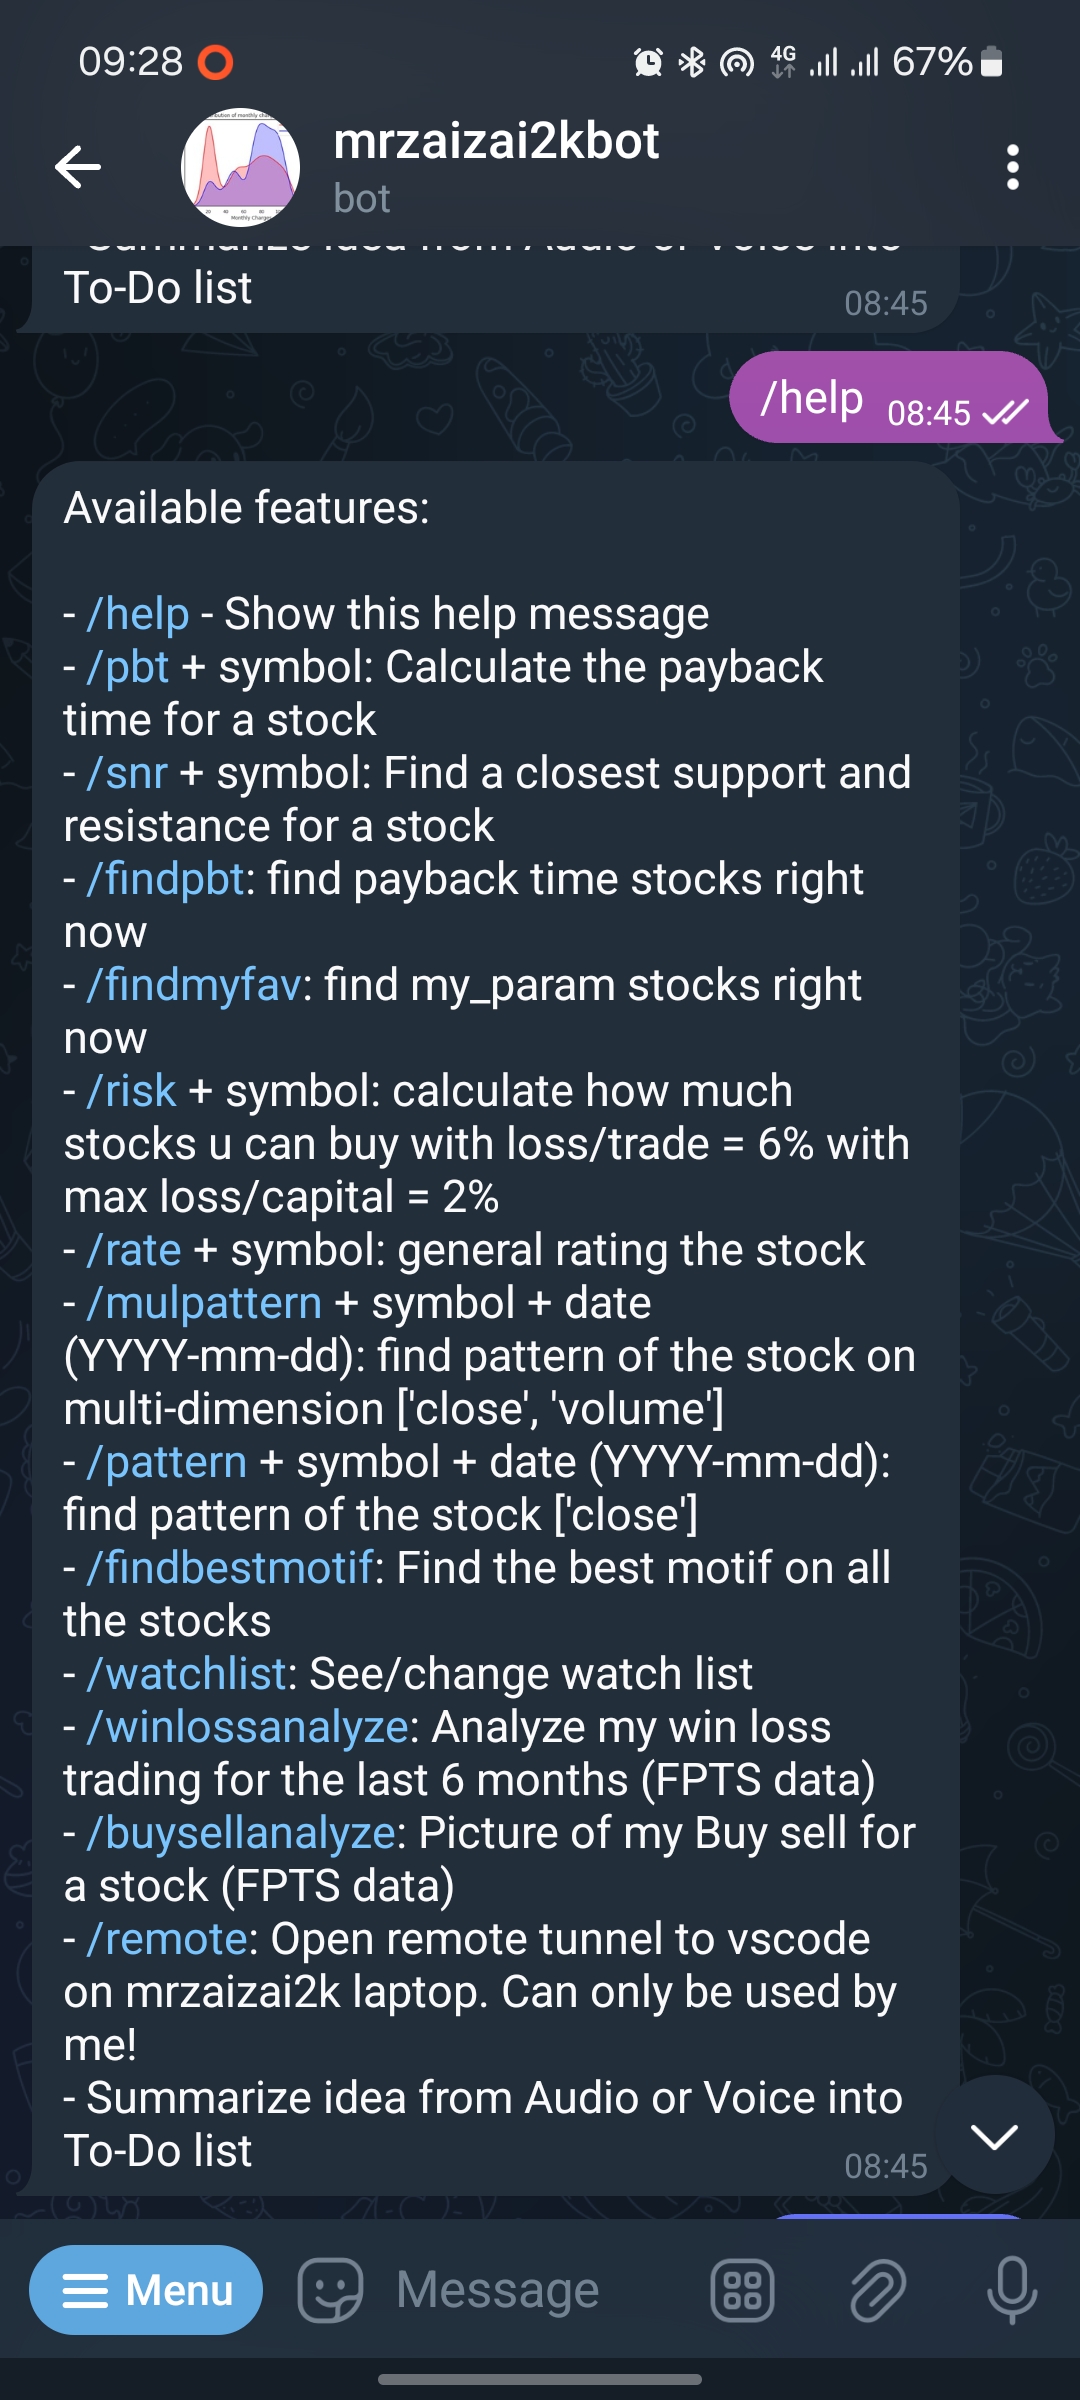 09:28
4G
67%
mrzaizai2kbot
bot
Summarize idea from Audio or Voice into
To-Do list
08:45
/help 08:45
Available features:
- /help - Show this help message
- /pbt + symbol: Calculate the payback
time for a stock
- /snr + symbol: Find a closest support and
resistance for a stock
- /findpbt: find payback time stocks right
now
- /findmyfav: find my_param stocks right
now
- /risk + symbol: calculate how much
stocks u can buy with loss/trade = 6% with
max loss/capital = 2%
- /rate + symbol: general rating the stock
- /mulpattern + symbol + date
(YYYY-mm-dd): find pattern of the stock on
multi-dimension ['close', 'volume']
- /pattern + symbol + date (YYYY-mm-dd):
find pattern of the stock ['close']
- /findbestmotif: Find the best motif on all
the stocks
- /watchlist: See/change watch list
- /winlossanalyze: Analyze my win loss
trading for the last 6 months (FPTS data)
- /buysellanalyze: Picture of my Buy sell for
a stock (FPTS data)
- /remote: Open remote tunnel to vscode
on mrzaizai2k laptop. Can only be used by
me!
- Summarize idea from Audio or Voice into
To-Do list
08:45
Menu
Message